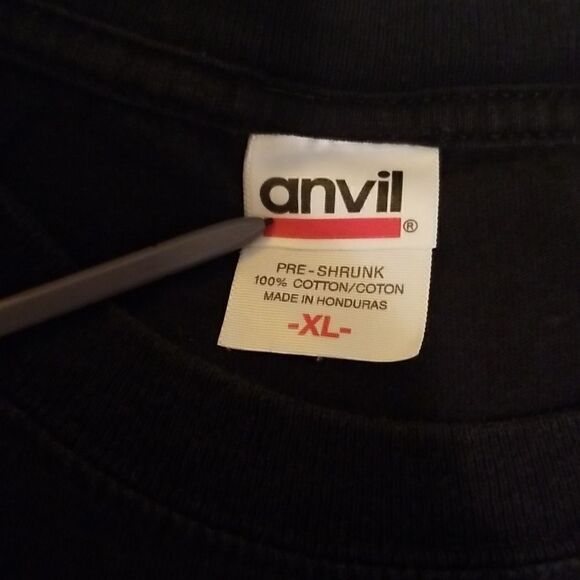 anvil
®
PRE-SHRUNK
100% COTTON/COTON
MADE IN HONDURAS
-XL-